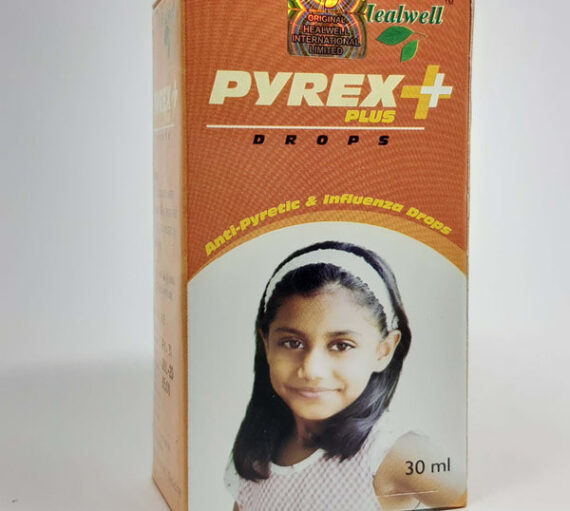 ORIGINAL
HEALWELL
INTERNATIONAL
LIMITED
Healwell
PYREX
PLUS
DROPS
Anti-Pyretic & Influenza Drops
30 ml